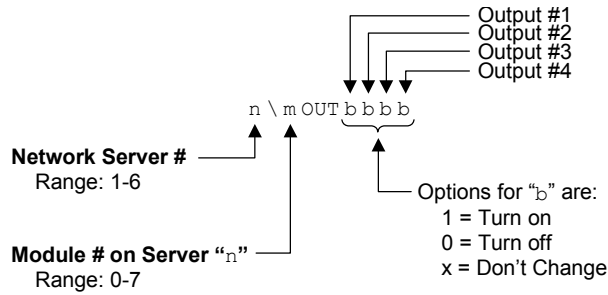 Output #1
Output #2
Output #3
Output #4
n\mOUTbbbb
Network Server #
Range: 1-6
Module # on Server “n”
Range: 0-7
Options for “b” are:
1 = Turn on
0 = Turn off
x = Don’t Change